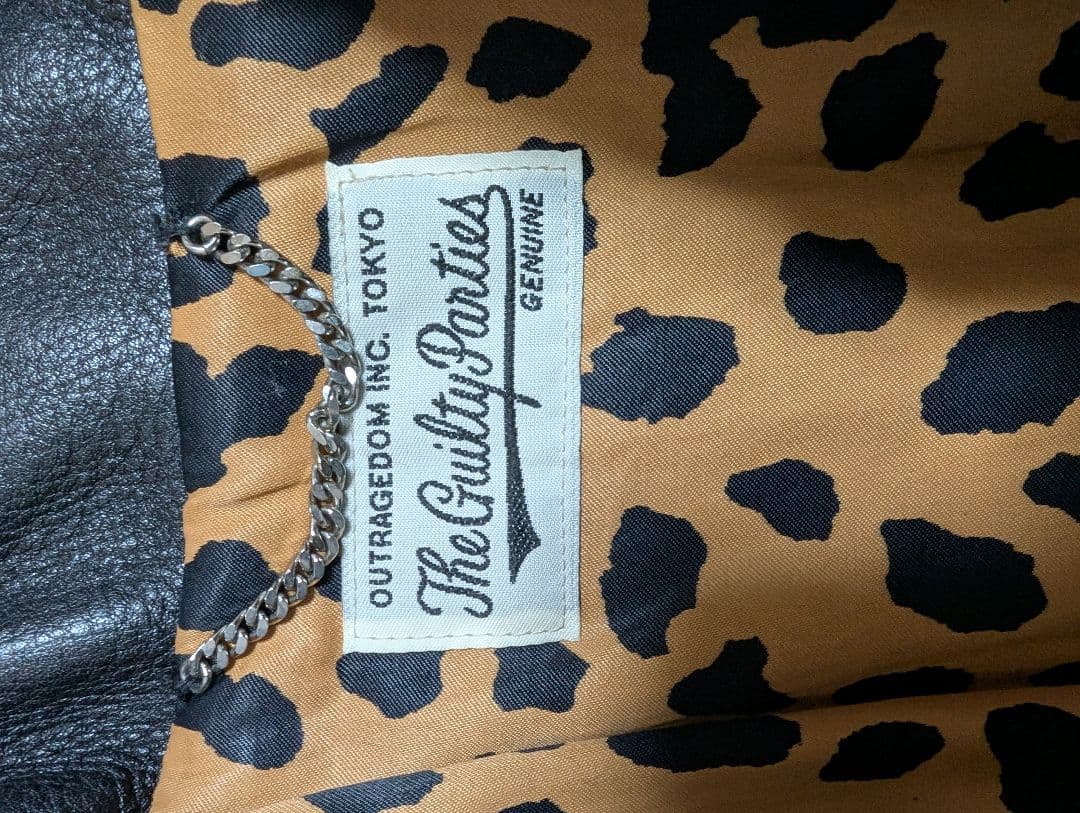 OUTRAGEDOM INC. TOKYO
The Guilty Parties
GENUINE